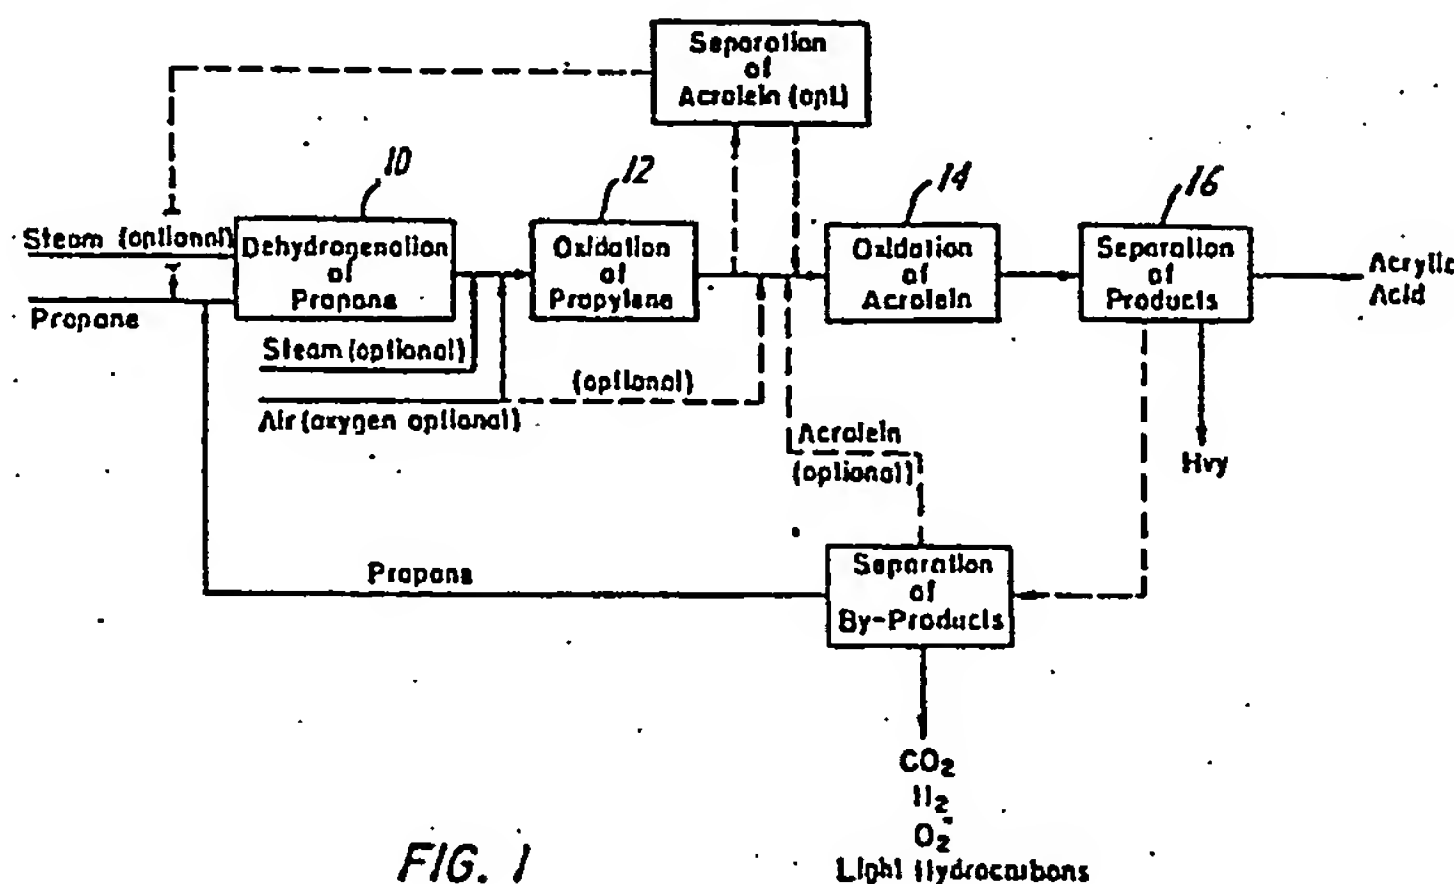 Separation
of
Acrolein (opt.)
10
12
14
16
Steam (optional)
Dehydrogenation
of
Propane
Oxidation
of
Propylene
Oxidation
of
Acrolein
Separation
of
Products
Acrylic
Acid
Propane
Steam (optional)
(optional)
Air (oxygen optional)
Acrolein
(optional)
Hvy
Propane
Separation
of
By-Products
CO₂
H₂
O₂
Light Hydrocarbons
FIG. 1